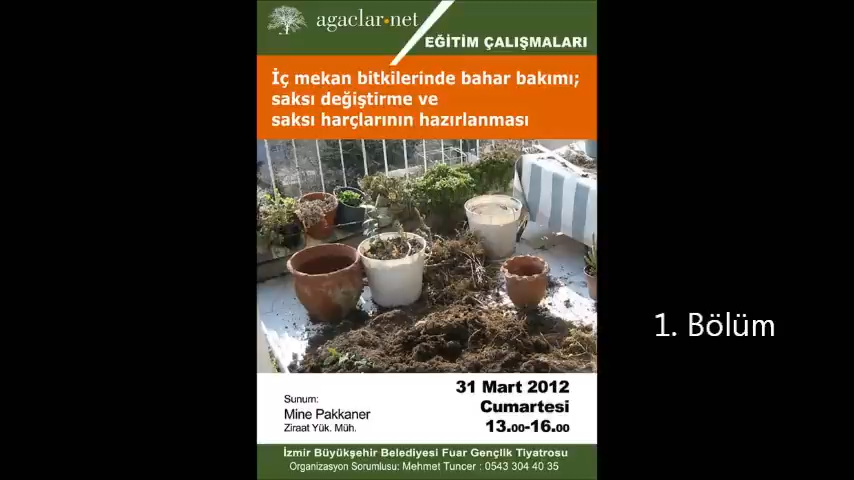 agaclar.net
EĞİTİM ÇALIŞMALARI
İç mekan bitkilerinde bahar bakımı;
saksı değiştirme ve
saksı harçlarının hazırlanması
1. Bölüm
31 Mart 2012
Cumartesi
13.00-16.00
Sunum:
Mine Pakkaner
Ziraat Yük. Müh.
İzmir Büyükşehir Belediyesi Fuar Gençlik Tiyatrosu
Organizasyon Sorumlusu: Mehmet Tuncer : 0543 304 40 35